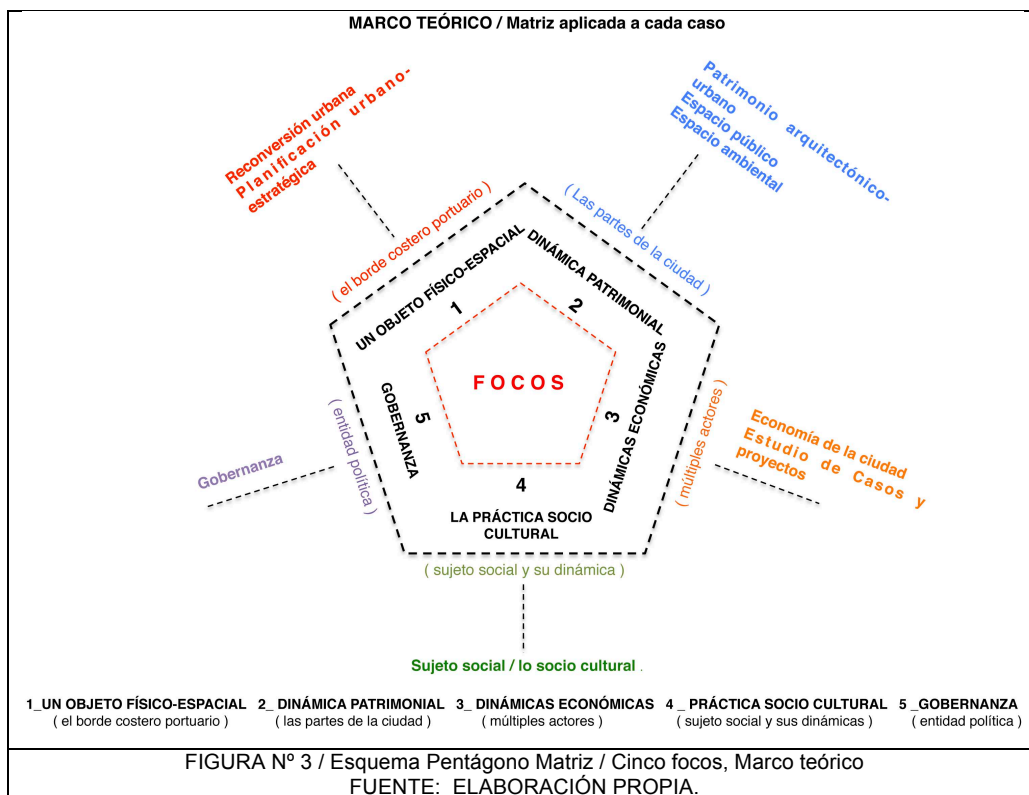 MARCO TEÓRICO / Matriz aplicada a cada caso
Reconversión urbana
Planificación urbano-
estratégica
Patrimonio arquitectónico-
urbano
Espacio público
Espacio ambiental
( el borde costero portuario )
( Las partes de la ciudad )
UN OBJETO FÍSICO-ESPACIAL
1
DINÁMICA PATRIMONIAL
2
FOCOS
DINÁMICAS ECONÓMICAS
3
( múltiples actores )
Economía de la ciudad
Estudio de Casos y
proyectos
GOBERNANZA
5
( entidad política )
Gobernanza
4
LA PRÁCTICA SOCIO
CULTURAL
( sujeto social y su dinámica )
Sujeto social / lo socio cultural .
1_UN OBJETO FÍSICO-ESPACIAL 2_ DINÁMICA PATRIMONIAL 3_ DINÁMICAS ECONÓMICAS 4 _ PRÁCTICA SOCIO CULTURAL 5 _GOBERNANZA
( el borde costero portuario ) ( las partes de la ciudad ) ( múltiples actores ) ( sujeto social y sus dinámicas ) ( entidad política )
FIGURA Nº 3 / Esquema Pentágono Matriz / Cinco focos, Marco teórico
FUENTE: ELABORACIÓN PROPIA.